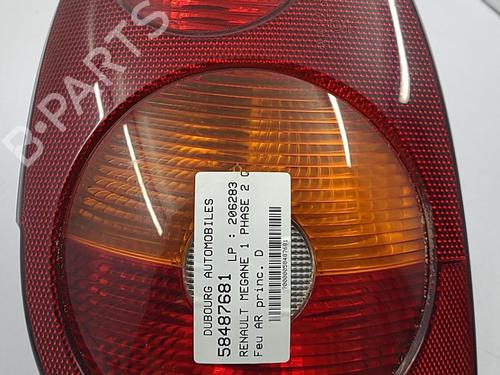 B-PARTS
DUBOURG AUTOMOBILES
58487681 LP : 206283
RENAULT MEGANE 1 PHASE 2 C
Feu AR princ. D